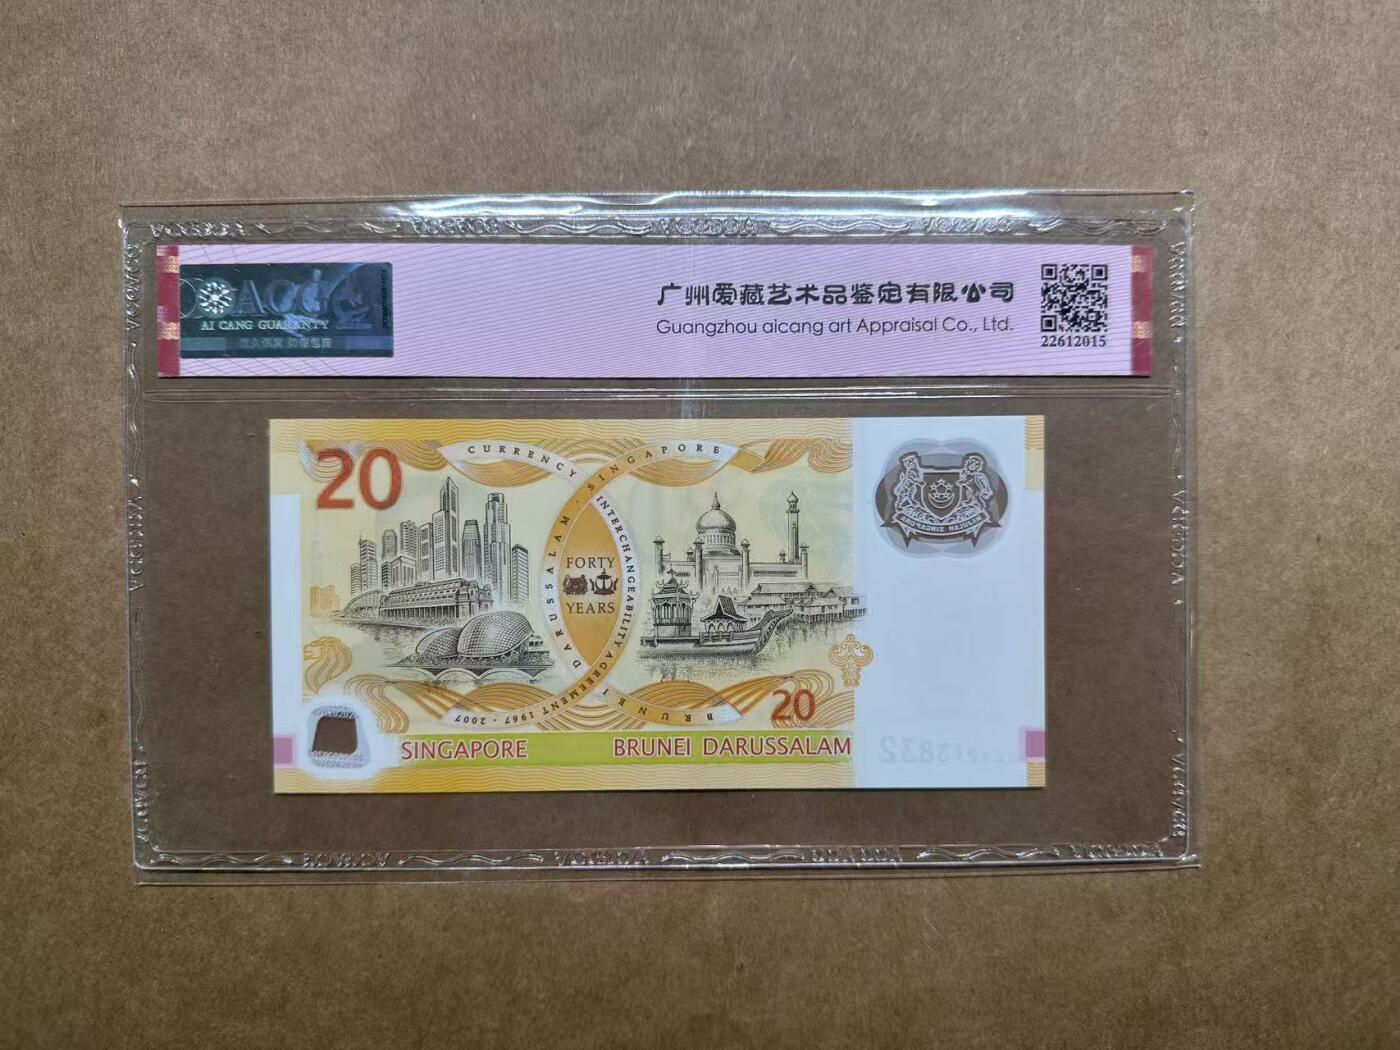 广州爱藏艺术品鉴定有限公司
Guangzhou aicang art Appraisal Co., Ltd.
22612015
AI CANG GUARANTY
20
CURRENCY
INTERCHANGEABILITY AGREEMENT 1967 - 2007
BRUNEI DARUSSALAM · SINGAPORE
FORTY
YEARS
MAJULAH SINGAPURA
20
SINGAPORE
BRUNEI DARUSSALAM